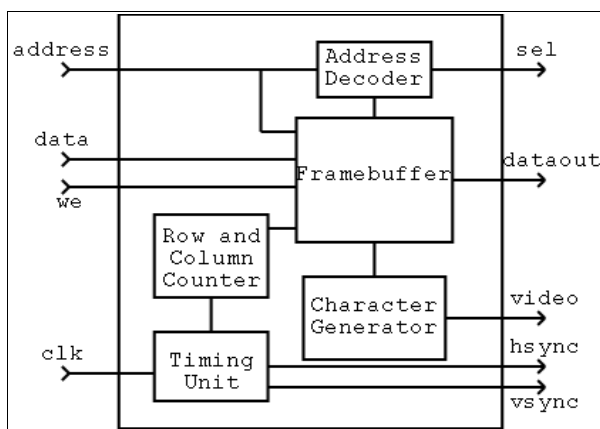 address
Address
Decoder
sel
data
Framebuffer
dataout
we
Row and
Column
Counter
Character
Generator
video
clk
Timing
Unit
hsync
vsync